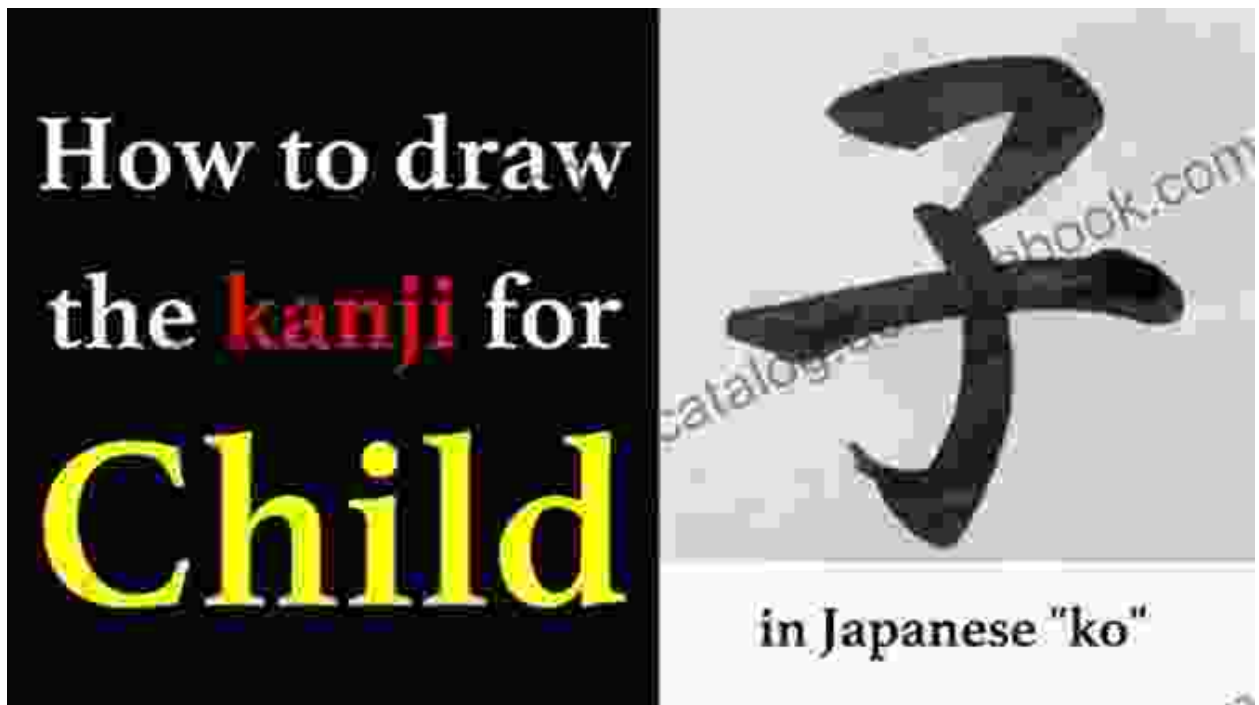 How to draw
the kanji for
Child
子
in Japanese "ko"